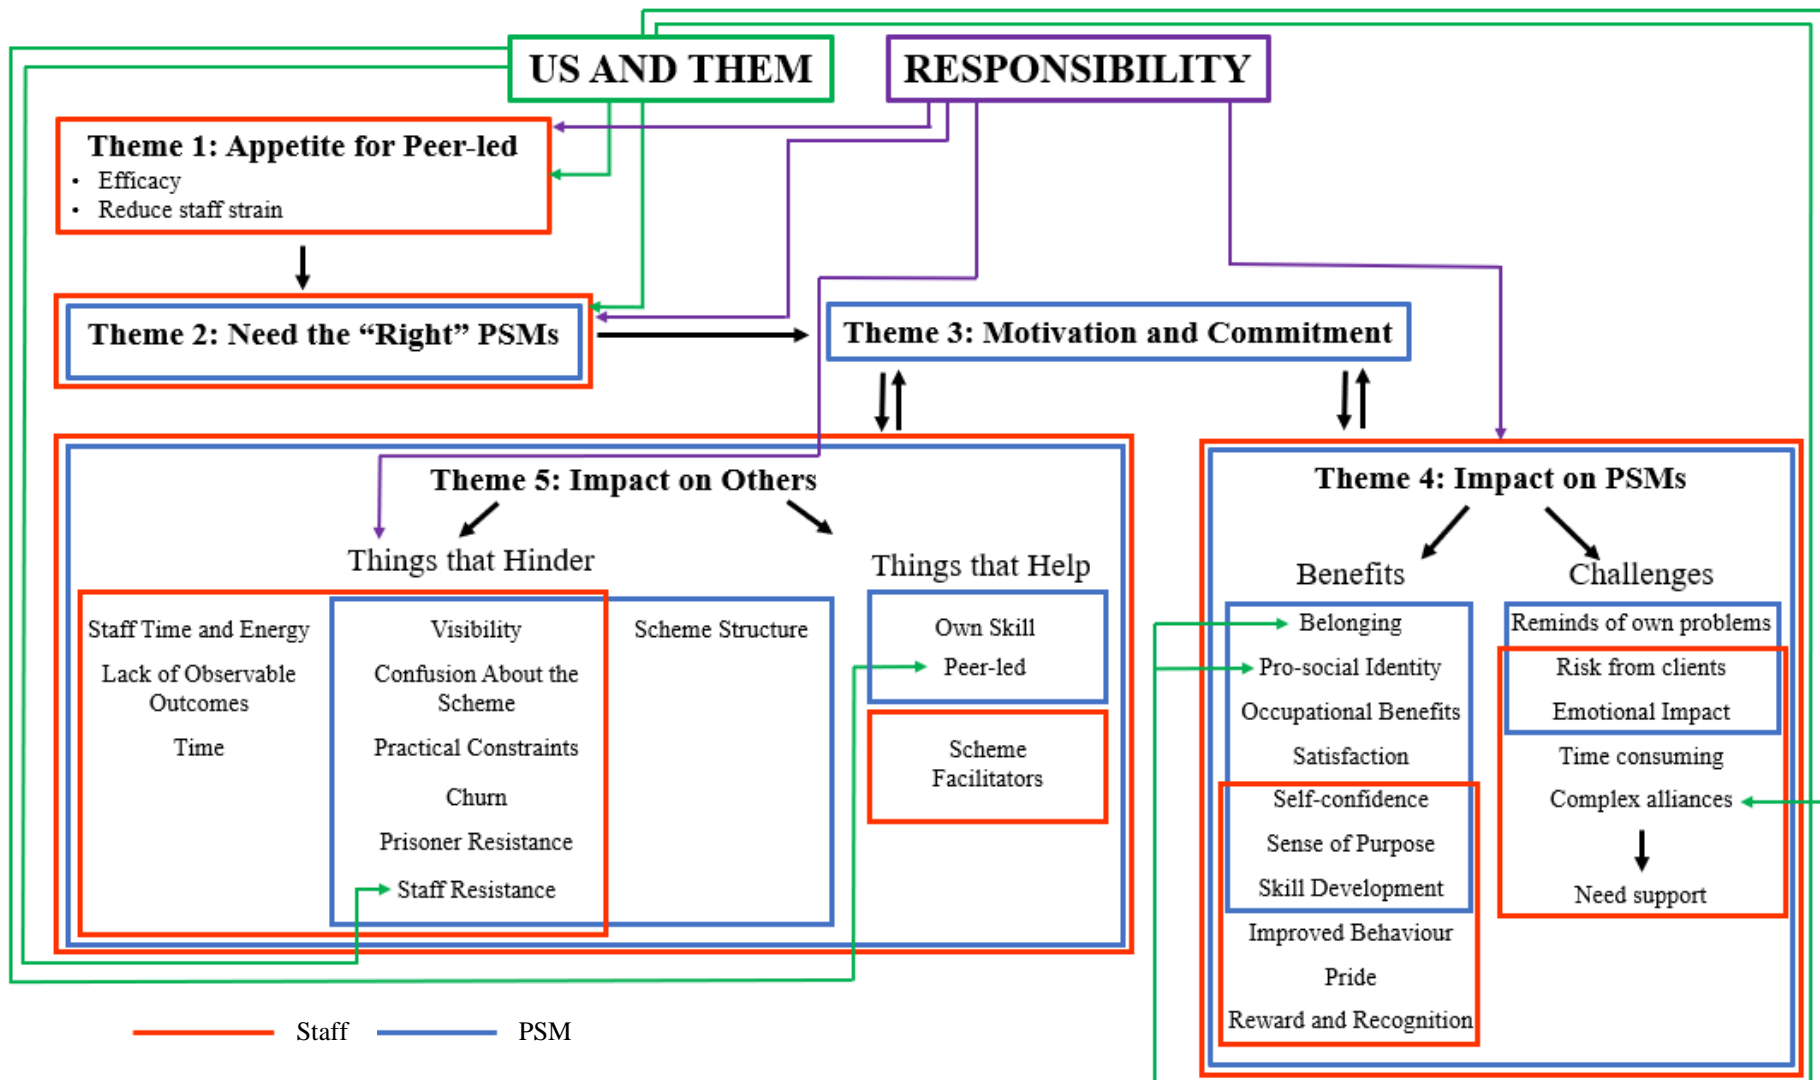 US AND THEM
RESPONSIBILITY
Theme 1: Appetite for Peer-led
• Efficacy
• Reduce staff strain
Theme 2: Need the “Right” PSMs
Theme 3: Motivation and Commitment
Theme 5: Impact on Others
Things that Hinder
Staff Time and Energy
Lack of Observable
Outcomes
Time
Visibility
Confusion About the
Scheme
Practical Constraints
Churn
Prisoner Resistance
Staff Resistance
Scheme Structure
Things that Help
Own Skill
Peer-led
Scheme
Facilitators
Theme 4: Impact on PSMs
Benefits
Belonging
Pro-social Identity
Occupational Benefits
Satisfaction
Self-confidence
Sense of Purpose
Skill Development
Improved Behaviour
Pride
Reward and Recognition
Challenges
Reminds of own problems
Risk from clients
Emotional Impact
Time consuming
Complex alliances
Need support
Staff
PSM